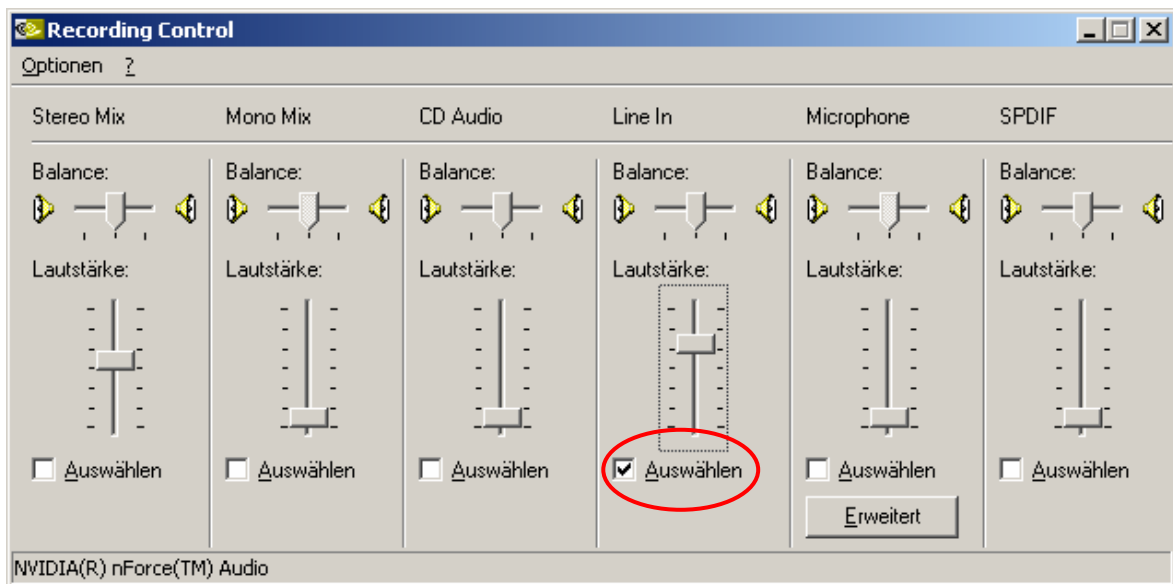 Recording Control
Optionen ?
Stereo Mix Mono Mix CD Audio Line In Microphone SPDIF
Balance: Balance: Balance: Balance: Balance: Balance:
Lautstärke: Lautstärke: Lautstärke: Lautstärke: Lautstärke: Lautstärke:
Auswählen Auswählen Auswählen Auswählen Auswählen Auswählen
Erweitert
NVIDIA(R) nForce(TM) Audio